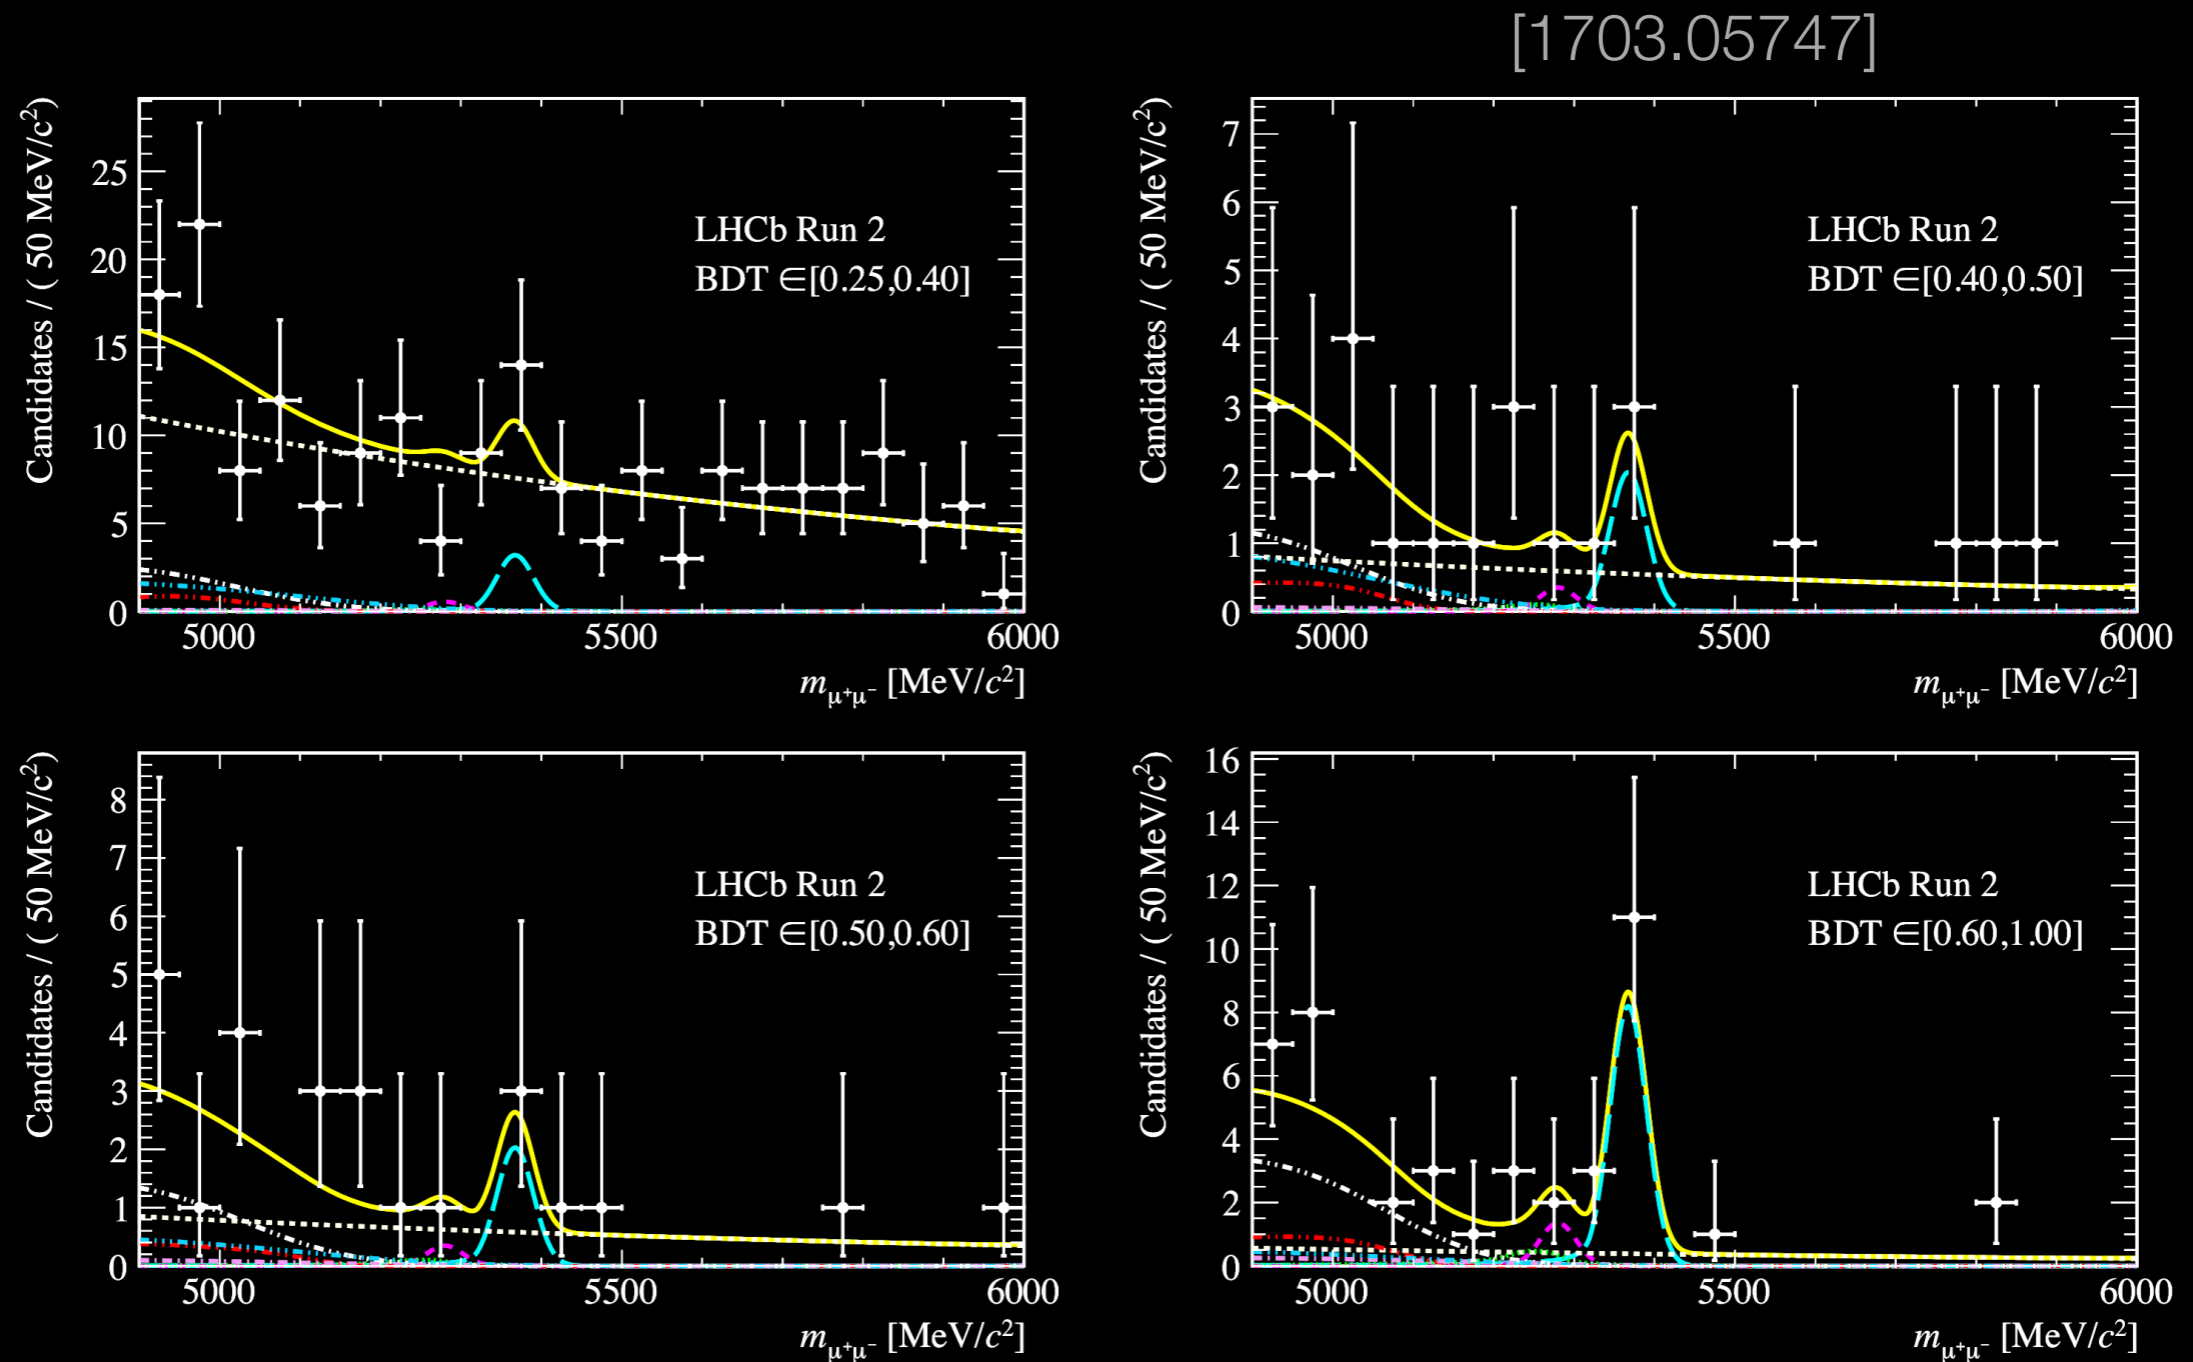 [1703.05747]
Candidates / ( 50 MeV/c²)
25
20
15
10
5
0
LHCb Run 2
BDT ∈[0.25,0.40]
5000
5500
6000
mμ⁺μ⁻ [MeV/c²]
Candidates / ( 50 MeV/c²)
7
6
5
4
3
2
1
0
LHCb Run 2
BDT ∈[0.40,0.50]
5000
5500
6000
mμ⁺μ⁻ [MeV/c²]
Candidates / ( 50 MeV/c²)
8
7
6
5
4
3
2
1
0
LHCb Run 2
BDT ∈[0.50,0.60]
5000
5500
6000
mμ⁺μ⁻ [MeV/c²]
Candidates / ( 50 MeV/c²)
16
14
12
10
8
6
4
2
0
LHCb Run 2
BDT ∈[0.60,1.00]
5000
5500
6000
mμ⁺μ⁻ [MeV/c²]